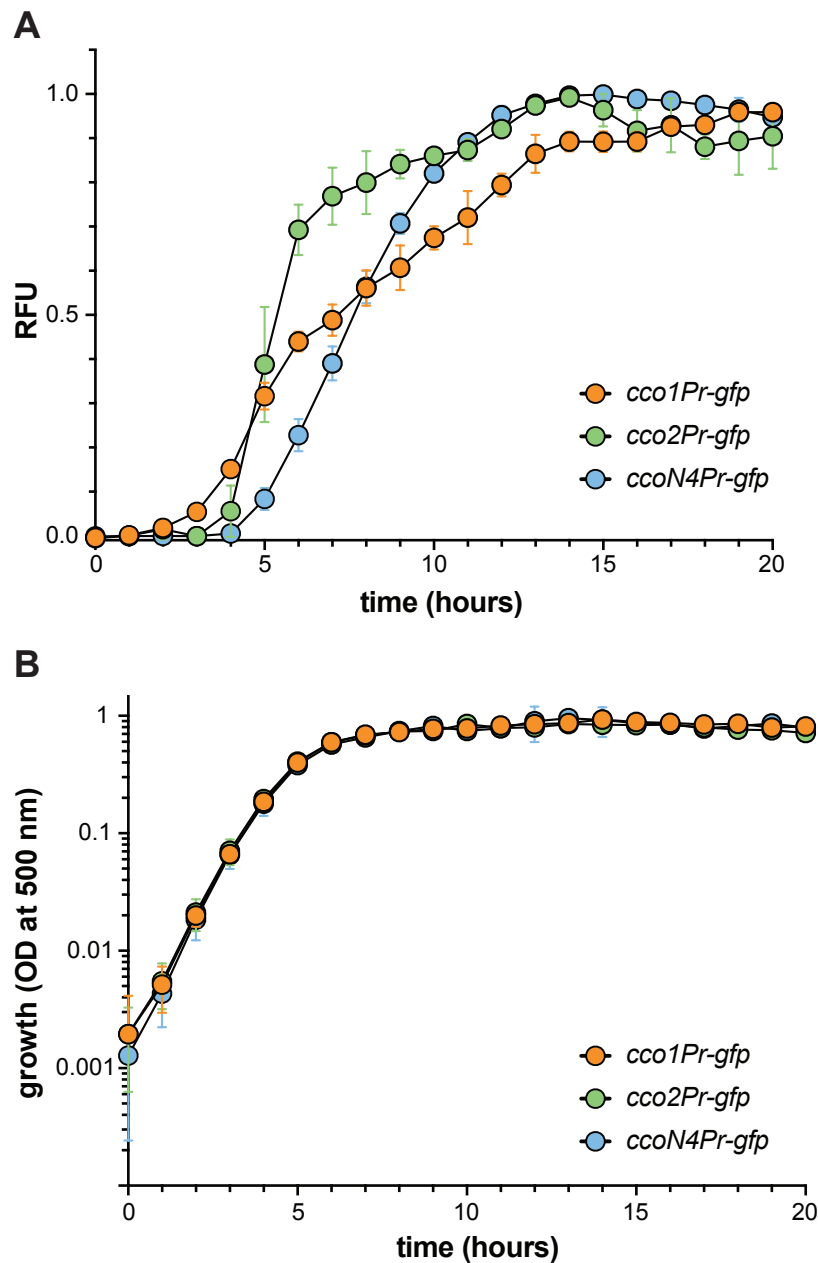 A
1.0
0.5
0.0
RFU
0 5 10 15 20
time (hours)
cco1Pr-gfp
cco2Pr-gfp
ccoN4Pr-gfp
B
1
0.1
0.01
0.001
growth (OD at 500 nm)
0 5 10 15 20
time (hours)
cco1Pr-gfp
cco2Pr-gfp
ccoN4Pr-gfp